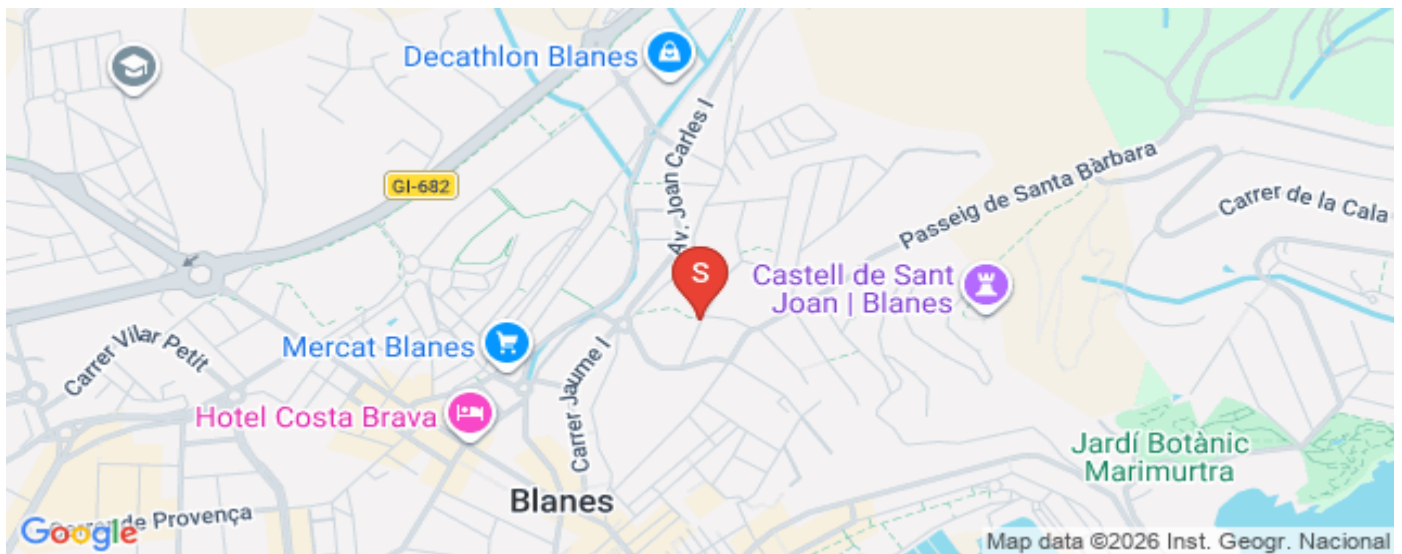 Decathlon Blanes
GI-682
Av. Joan Carles I
Passeig de Santa Bàrbara
Carrer de la Cala
S
Castell de Sant
Joan | Blanes
Carrer Vilar Petit
Mercat Blanes
Carrer Jaume I
Hotel Costa Brava
Jardí Botànic
Marimurtra
Blanes
Carrer de Provença
Google
Map data ©2026 Inst. Geogr. Nacional